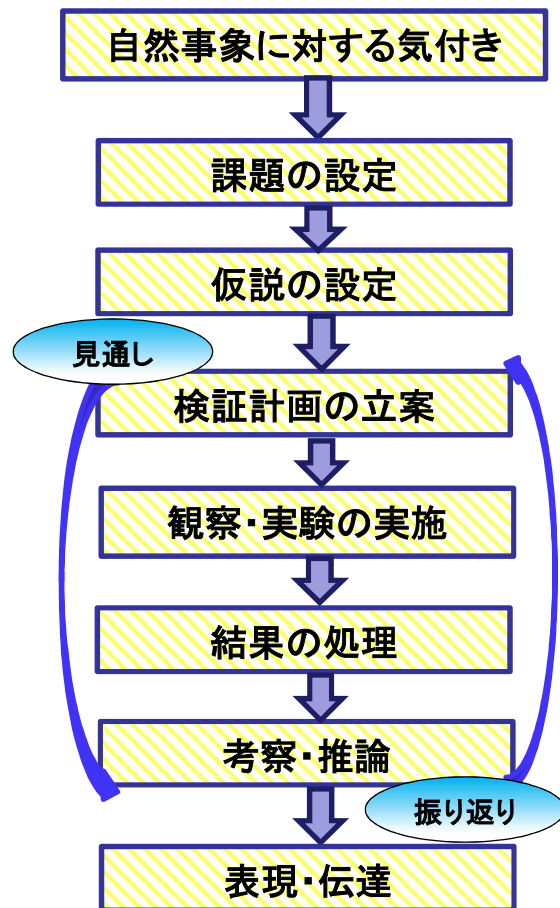 自然事象に対する気付き
課題の設定
仮説の設定
見通し
検証計画の立案
観察・実験の実施
結果の処理
考察・推論
振り返り
表現・伝達